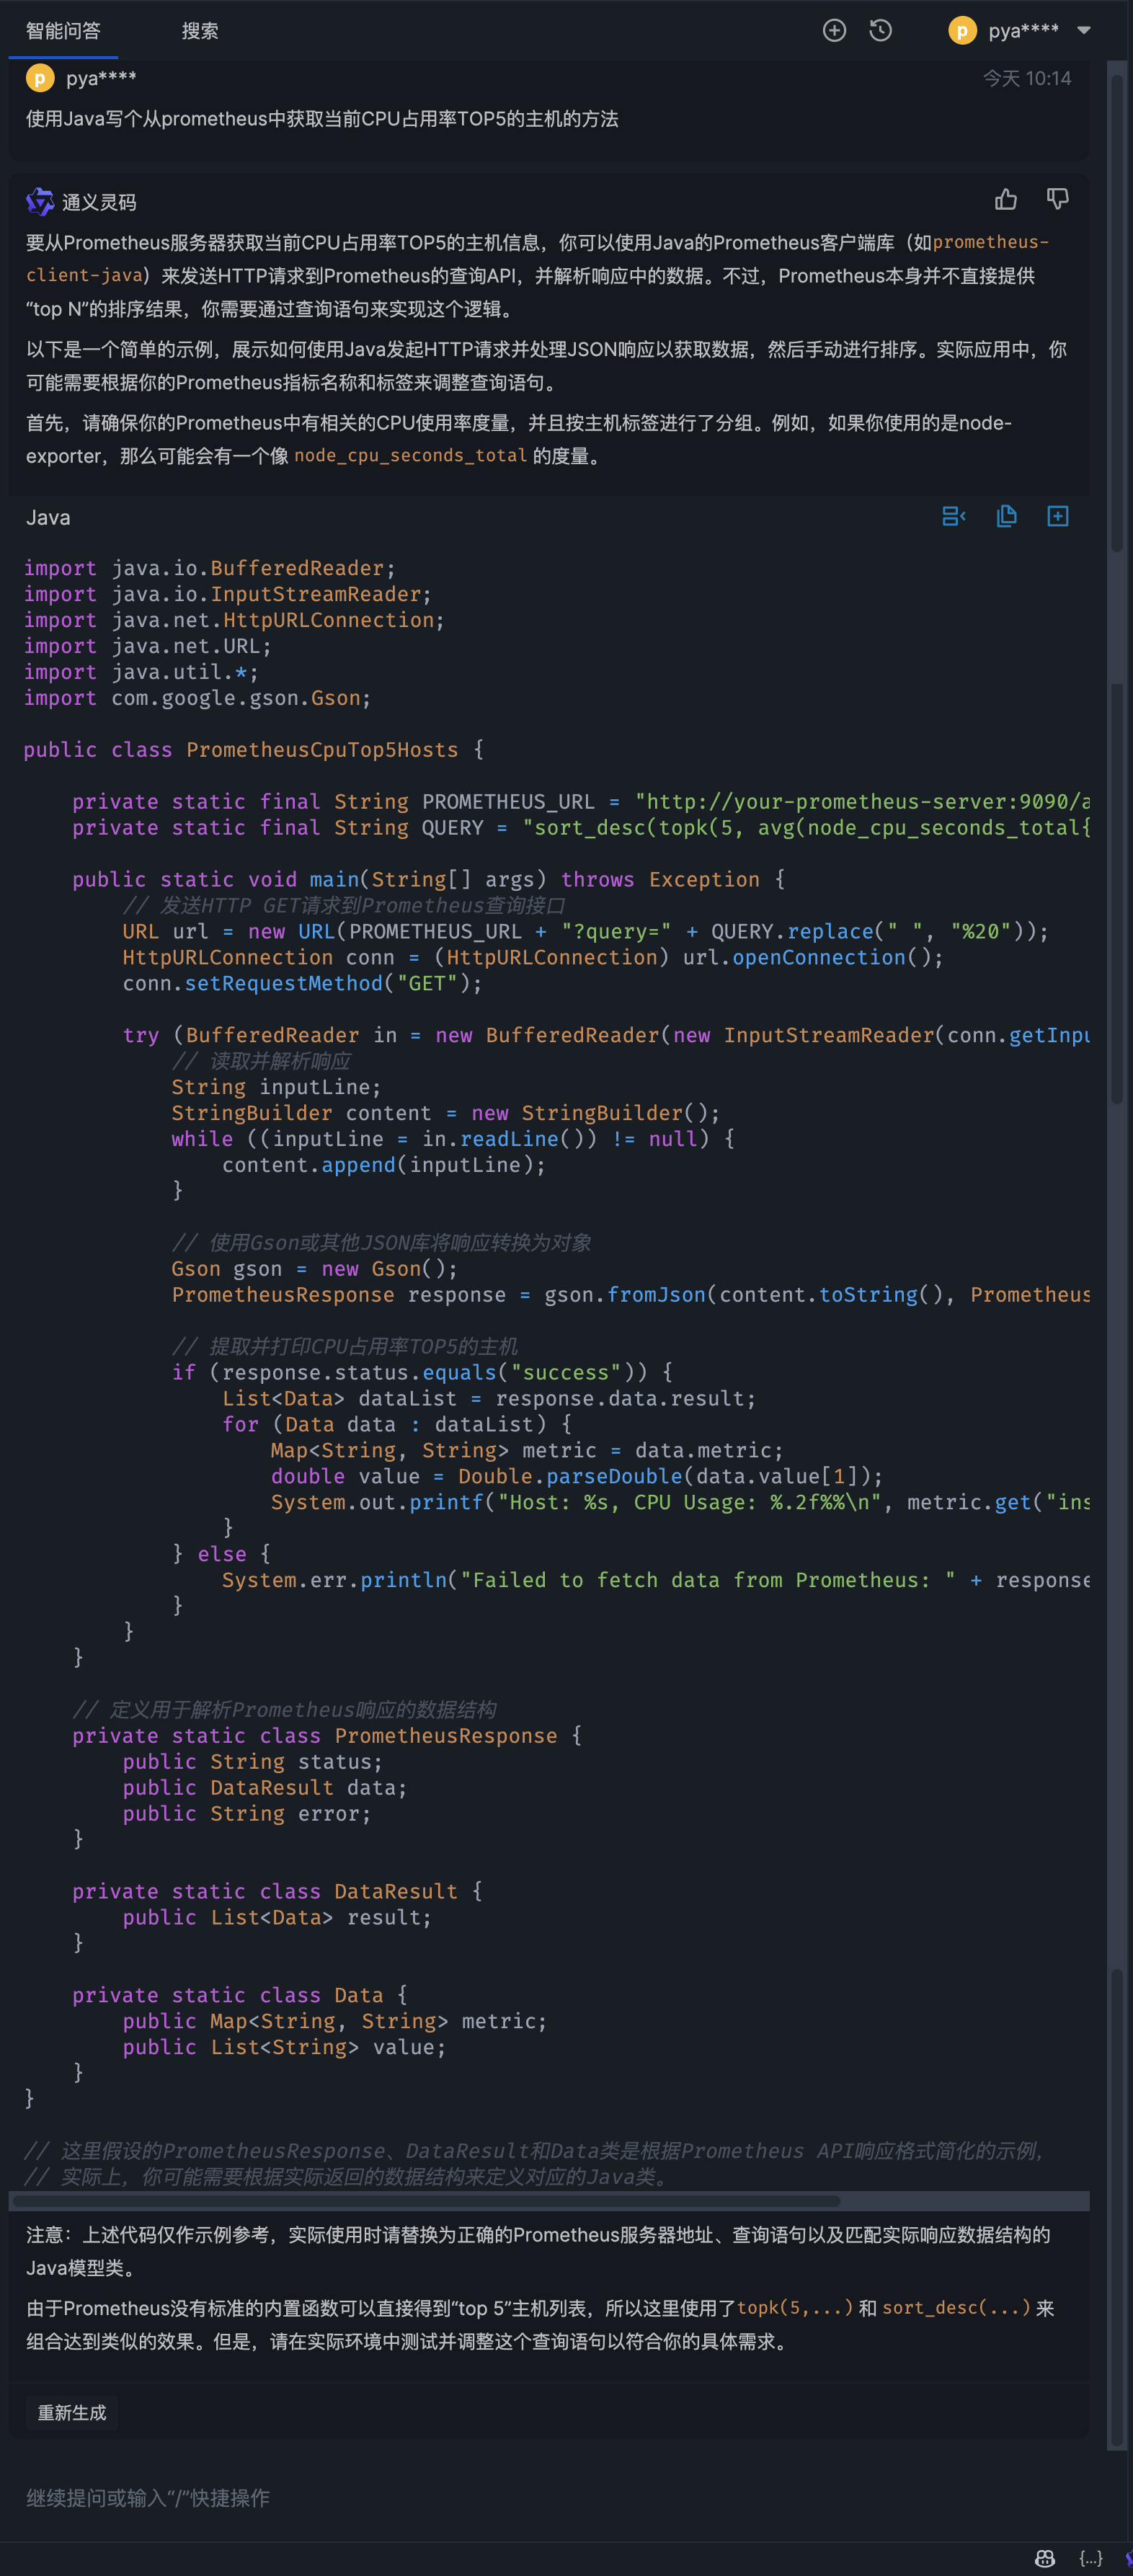 智能问答 搜索 p pya****
p pya**** 今天 10:14
使用Java写个从prometheus中获取当前CPU占用率TOP5的主机的方法
通义灵码
要从Prometheus服务器获取当前CPU占用率TOP5的主机信息，你可以使用Java的Prometheus客户端库（如prometheus-
client-java）来发送HTTP请求到Prometheus的查询API，并解析响应中的数据。不过，Prometheus本身并不直接提供
“top N”的排序结果，你需要通过查询语句来实现这个逻辑。
以下是一个简单的示例，展示如何使用Java发起HTTP请求并处理JSON响应以获取数据，然后手动进行排序。实际应用中，你
可能需要根据你的Prometheus指标名称和标签来调整查询语句。
首先，请确保你的Prometheus中有相关的CPU使用率度量，并且按主机标签进行了分组。例如，如果你使用的是node-
exporter，那么可能会有一个像 node_cpu_seconds_total 的度量。
Java
import java.io.BufferedReader;
import java.io.InputStreamReader;
import java.net.HttpURLConnection;
import java.net.URL;
import java.util.*;
import com.google.gson.Gson;
public class PrometheusCpuTop5Hosts {
private static final String PROMETHEUS_URL = "http://your-prometheus-server:9090/a
private static final String QUERY = "sort_desc(topk(5, avg(node_cpu_seconds_total{
public static void main(String[] args) throws Exception {
// 发送HTTP GET请求到Prometheus查询接口
URL url = new URL(PROMETHEUS_URL + "?query=" + QUERY.replace(" ", "%20"));
HttpURLConnection conn = (HttpURLConnection) url.openConnection();
conn.setRequestMethod("GET");
try (BufferedReader in = new BufferedReader(new InputStreamReader(conn.getInpu
// 读取并解析响应
String inputLine;
StringBuilder content = new StringBuilder();
while ((inputLine = in.readLine()) != null) {
content.append(inputLine);
}
// 使用Gson或其他JSON库将响应转换为对象
Gson gson = new Gson();
PrometheusResponse response = gson.fromJson(content.toString(), Prometheus
// 提取并打印CPU占用率TOP5的主机
if (response.status.equals("success")) {
List<Data> dataList = response.data.result;
for (Data data : dataList) {
Map<String, String> metric = data.metric;
double value = Double.parseDouble(data.value[1]);
System.out.printf("Host: %s, CPU Usage: %.2f%%\n", metric.get("ins
}
} else {
System.err.println("Failed to fetch data from Prometheus: " + response
}
}
}
// 定义用于解析Prometheus响应的数据结构
private static class PrometheusResponse {
public String status;
public DataResult data;
public String error;
}
private static class DataResult {
public List<Data> result;
}
private static class Data {
public Map<String, String> metric;
public List<String> value;
}
}
// 这里假设的PrometheusResponse、DataResult和Data类是根据Prometheus API响应格式简化的示例，
// 实际上，你可能需要根据实际返回的数据结构来定义对应的Java类。
注意：上述代码仅作示例参考，实际使用时请替换为正确的Prometheus服务器地址、查询语句以及匹配实际响应数据结构的
Java模型类。
由于Prometheus没有标准的内置函数可以直接得到“top 5”主机列表，所以这里使用了topk(5,...) 和 sort_desc(...) 来
组合达到类似的效果。但是，请在实际环境中测试并调整这个查询语句以符合你的具体需求。
重新生成
继续提问或输入“/”快捷操作
{...}